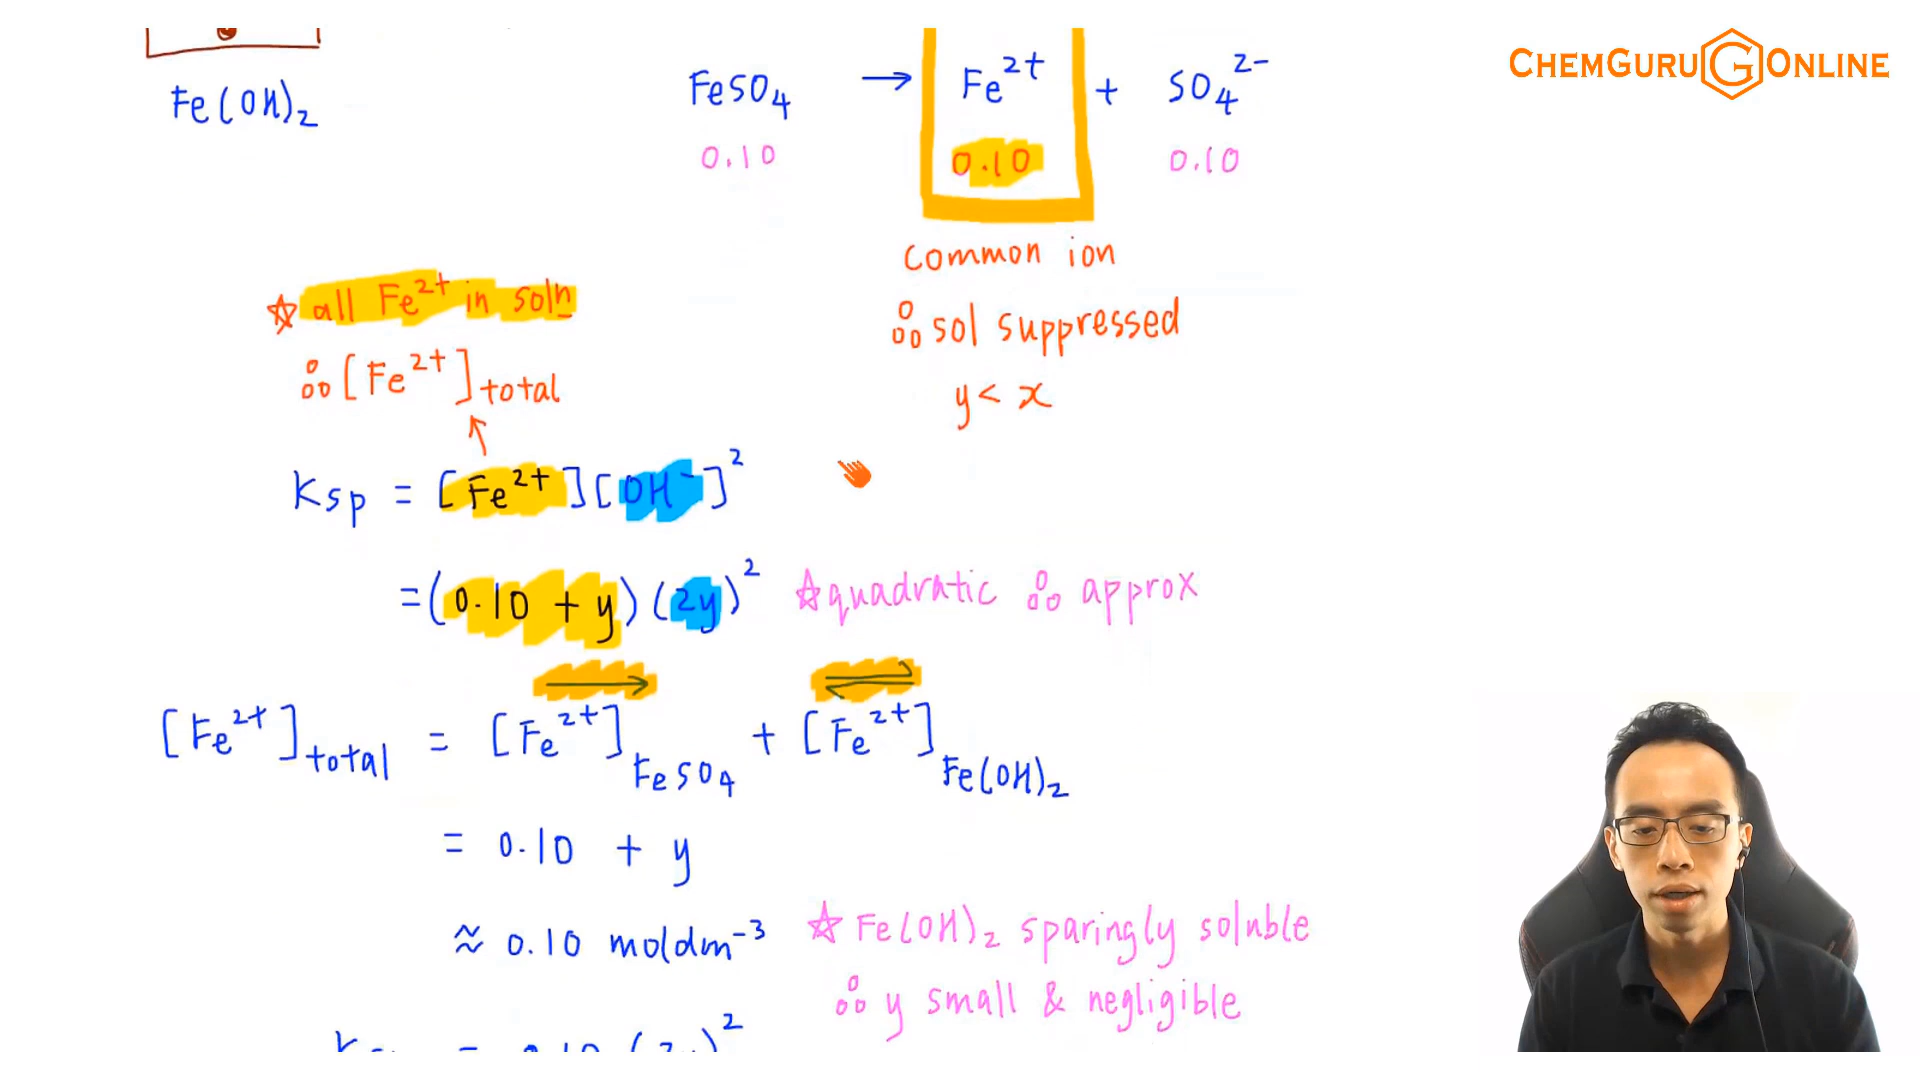 CHEMGURU G ONLINE
Fe(OH)₂
FeSO₄ → Fe²⁺ + SO₄²⁻
0.10 0.10 0.10
common ion
∴ sol suppressed
y < x
☆ all Fe²⁺ in soln
∴ [Fe²⁺]total
↑
Ksp = [Fe²⁺][OH⁻]²
= (0.10 + y)(2y)² ☆ quadratic ∴ approx
→ ⇌
[Fe²⁺]total = [Fe²⁺]FeSO₄ + [Fe²⁺]Fe(OH)₂
= 0.10 + y
≈ 0.10 moldm⁻³ ☆ Fe(OH)₂ sparingly soluble
∴ y small & negligible